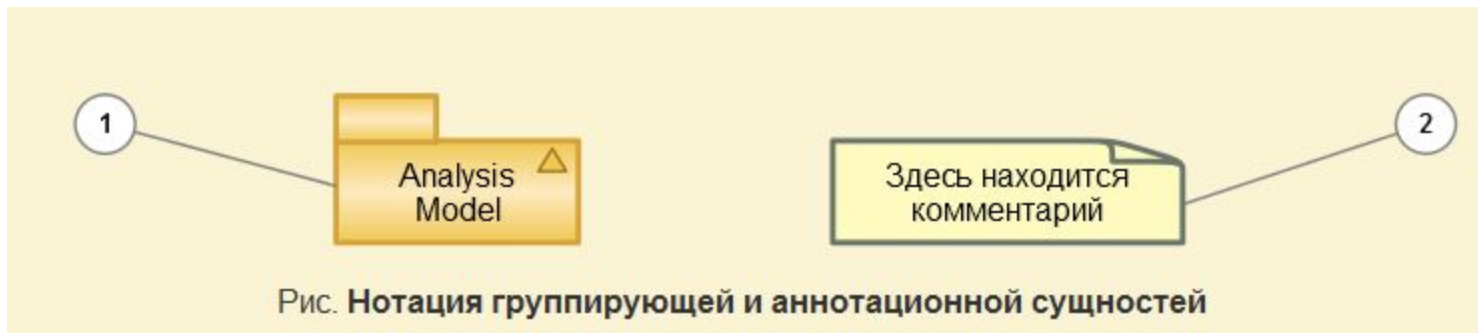 1
Analysis
Model
Здесь находится
комментарий
2
Рис. Нотация группирующей и аннотационной сущностей